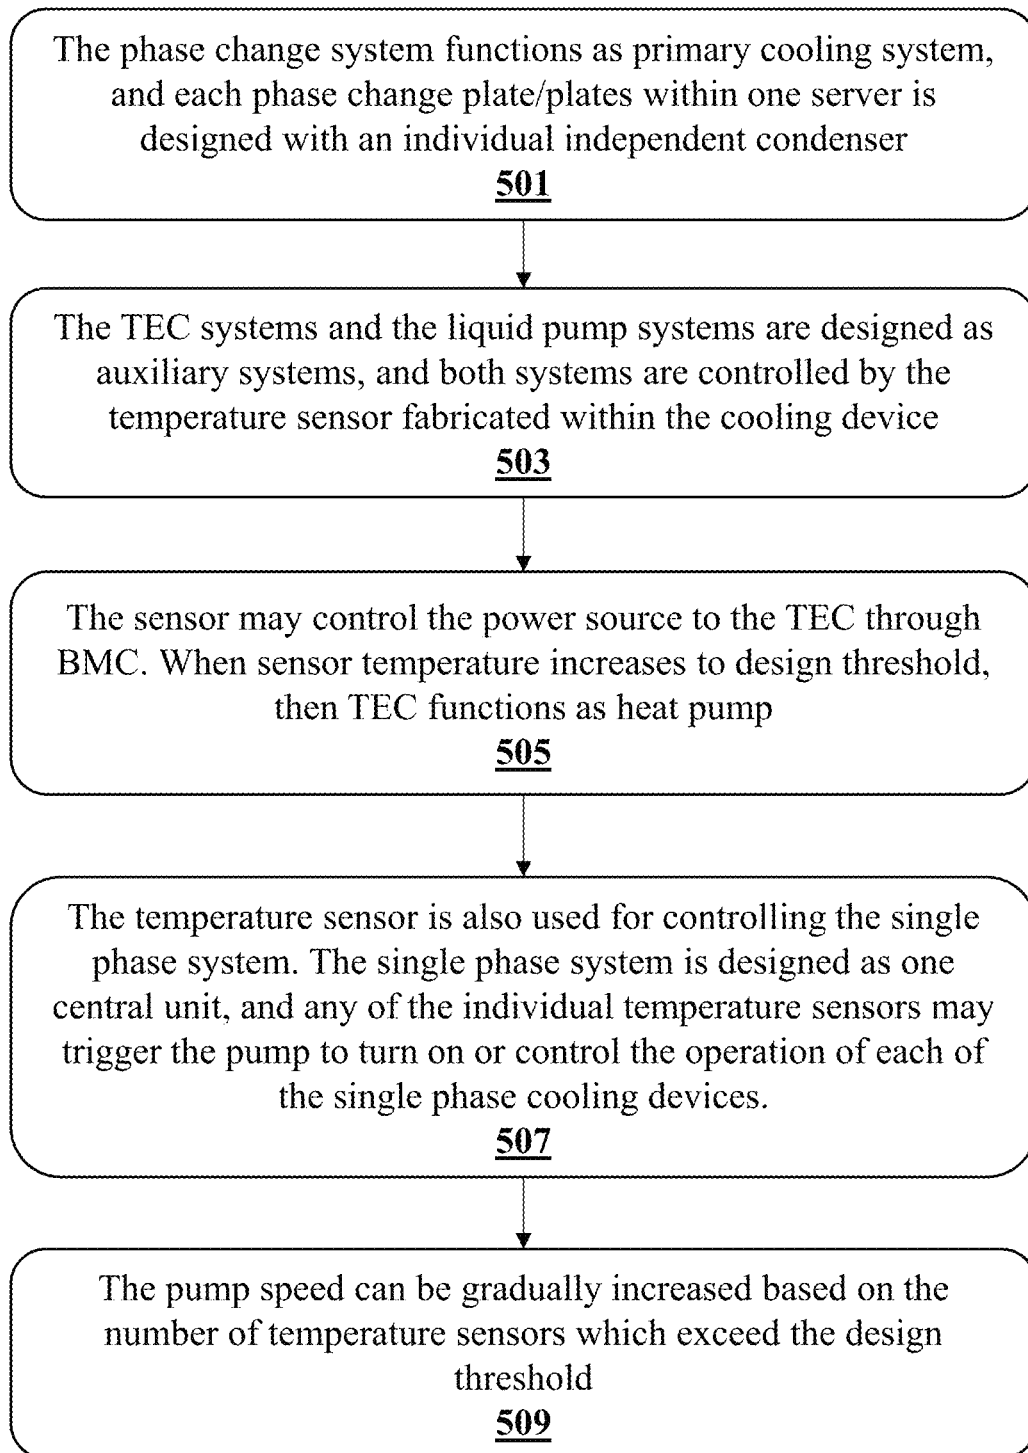 The phase change system functions as primary cooling system,
and each phase change plate/plates within one server is
designed with an individual independent condenser
501
The TEC systems and the liquid pump systems are designed as
auxiliary systems, and both systems are controlled by the
temperature sensor fabricated within the cooling device
503
The sensor may control the power source to the TEC through
BMC. When sensor temperature increases to design threshold,
then TEC functions as heat pump
505
The temperature sensor is also used for controlling the single
phase system. The single phase system is designed as one
central unit, and any of the individual temperature sensors may
trigger the pump to turn on or control the operation of each of
the single phase cooling devices.
507
The pump speed can be gradually increased based on the
number of temperature sensors which exceed the design
threshold
509